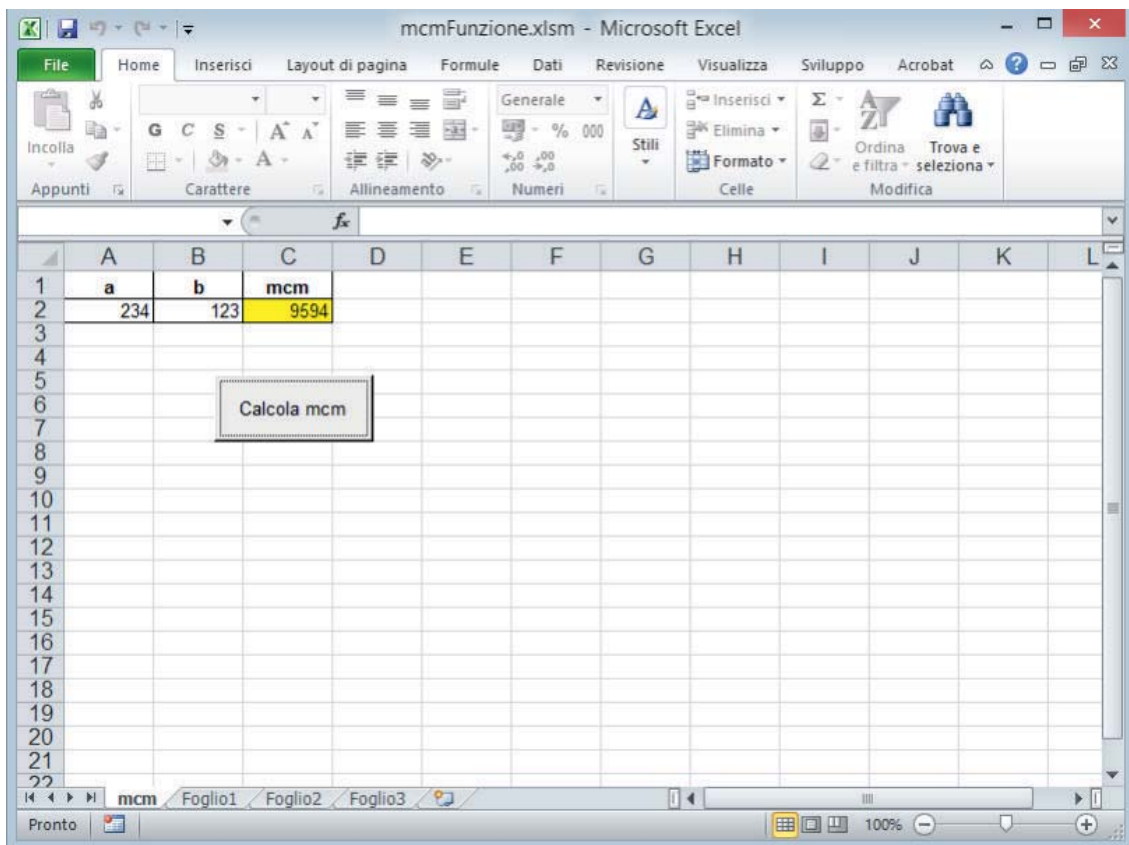 mcmFunzione.xlsm - Microsoft Excel
File Home Inserisci Layout di pagina Formule Dati Revisione Visualizza Sviluppo Acrobat
Incolla
G C S A A
A
Generale
% 000
,00 ,00
Stili
Inserisci
Elimina
Formato
Σ
Ordina e filtra
Trova e seleziona
Appunti Carattere Allineamento Numeri Celle Modifica
fx
A B C D E F G H I J K L
1 a b mcm
2 234 123 9594
3
4
5
6 Calcola mcm
7
8
9
10
11
12
13
14
15
16
17
18
19
20
21
22
mcm Foglio1 Foglio2 Foglio3
Pronto 100%